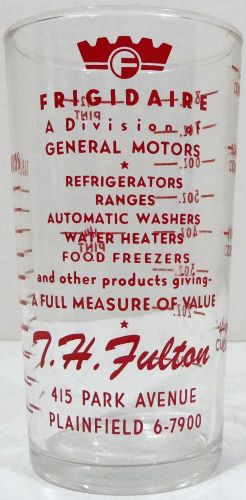 F
FRIGIDAIRE
A Division of
GENERAL MOTORS
REFRIGERATORS
RANGES
AUTOMATIC WASHERS
WATER HEATERS
FOOD FREEZERS
and other products giving-
A FULL MEASURE OF VALUE
T.H. Fulton
415 PARK AVENUE
PLAINFIELD 6-7900